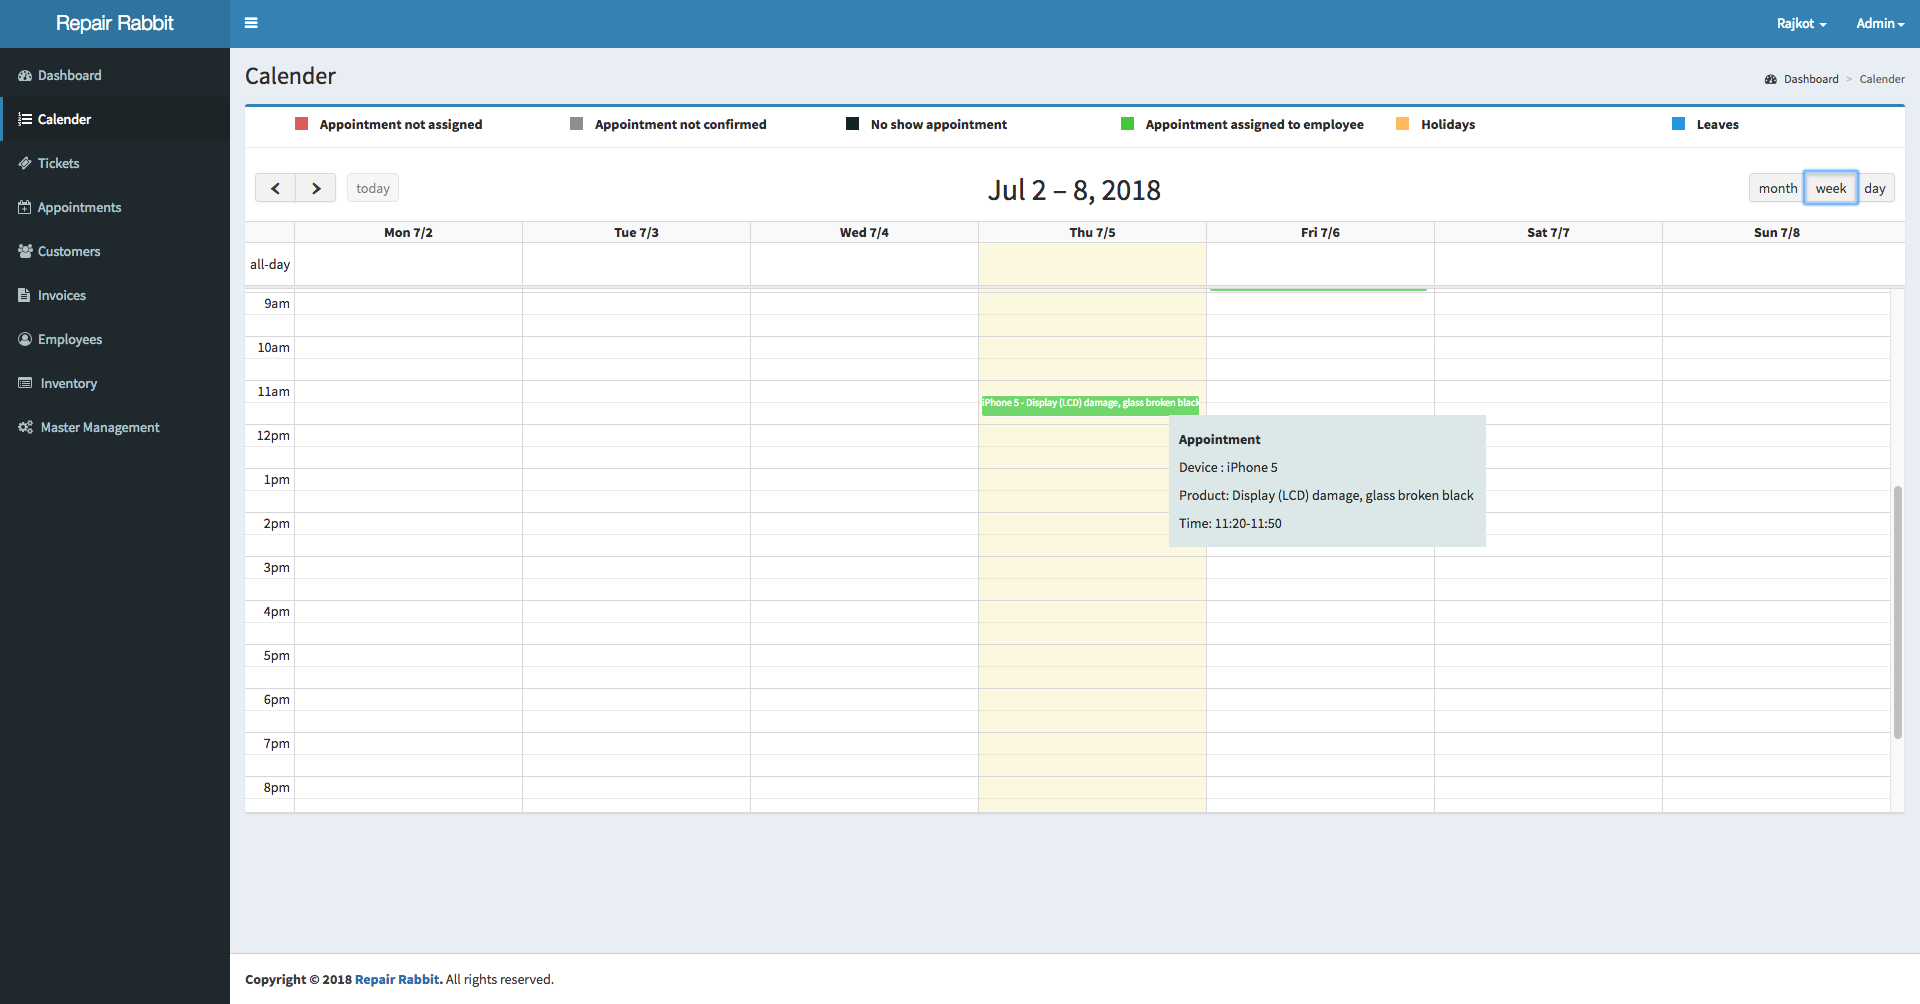 Repair Rabbit
Rajkot
Admin
Dashboard
Calender
Tickets
Appointments
Customers
Invoices
Employees
Inventory
Master Management
Calender
Dashboard > Calender
Appointment not assigned
Appointment not confirmed
No show appointment
Appointment assigned to employee
Holidays
Leaves
today
Jul 2 – 8, 2018
month week day
Mon 7/2 Tue 7/3 Wed 7/4 Thu 7/5 Fri 7/6 Sat 7/7 Sun 7/8
all-day
9am
10am
11am
iPhone 5 - Display (LCD) damage, glass broken black
12pm
1pm
2pm
3pm
4pm
5pm
6pm
7pm
8pm
Appointment
Device : iPhone 5
Product: Display (LCD) damage, glass broken black
Time: 11:20-11:50
Copyright © 2018 Repair Rabbit. All rights reserved.